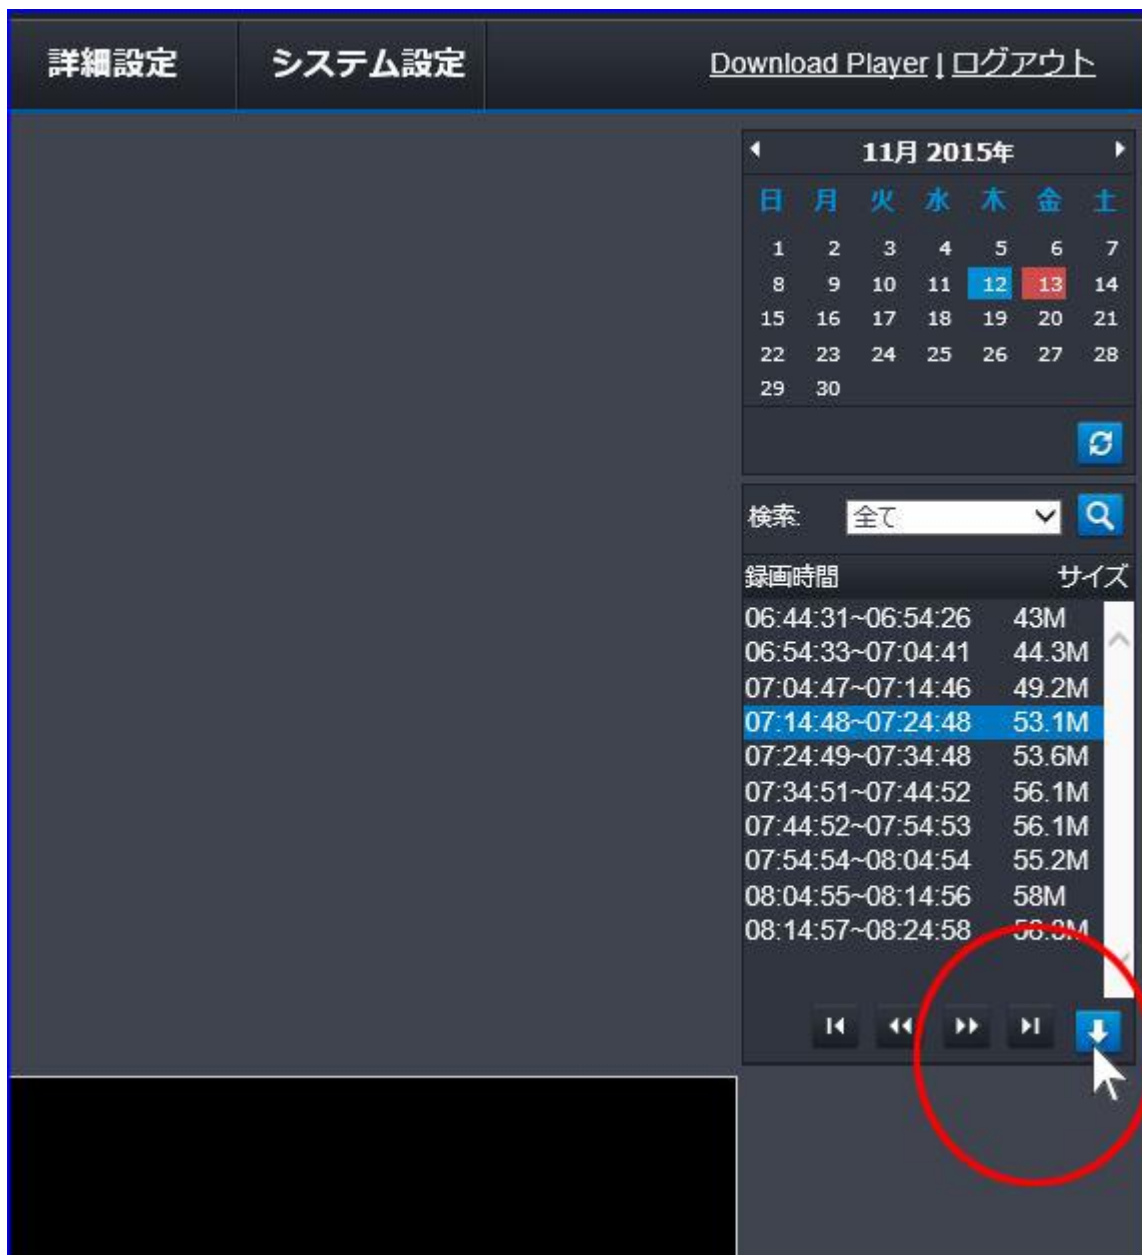 詳細設定 システム設定 Download Player | ログアウト
11月 2015年
日 月 火 水 木 金 土
1 2 3 4 5 6 7
8 9 10 11 12 13 14
15 16 17 18 19 20 21
22 23 24 25 26 27 28
29 30
検索: 全て
録画時間 サイズ
06:44:31~06:54:26 43M
06:54:33~07:04:41 44.3M
07:04:47~07:14:46 49.2M
07:14:48~07:24:48 53.1M
07:24:49~07:34:48 53.6M
07:34:51~07:44:52 56.1M
07:44:52~07:54:53 56.1M
07:54:54~08:04:54 55.2M
08:04:55~08:14:56 58M
08:14:57~08:24:58